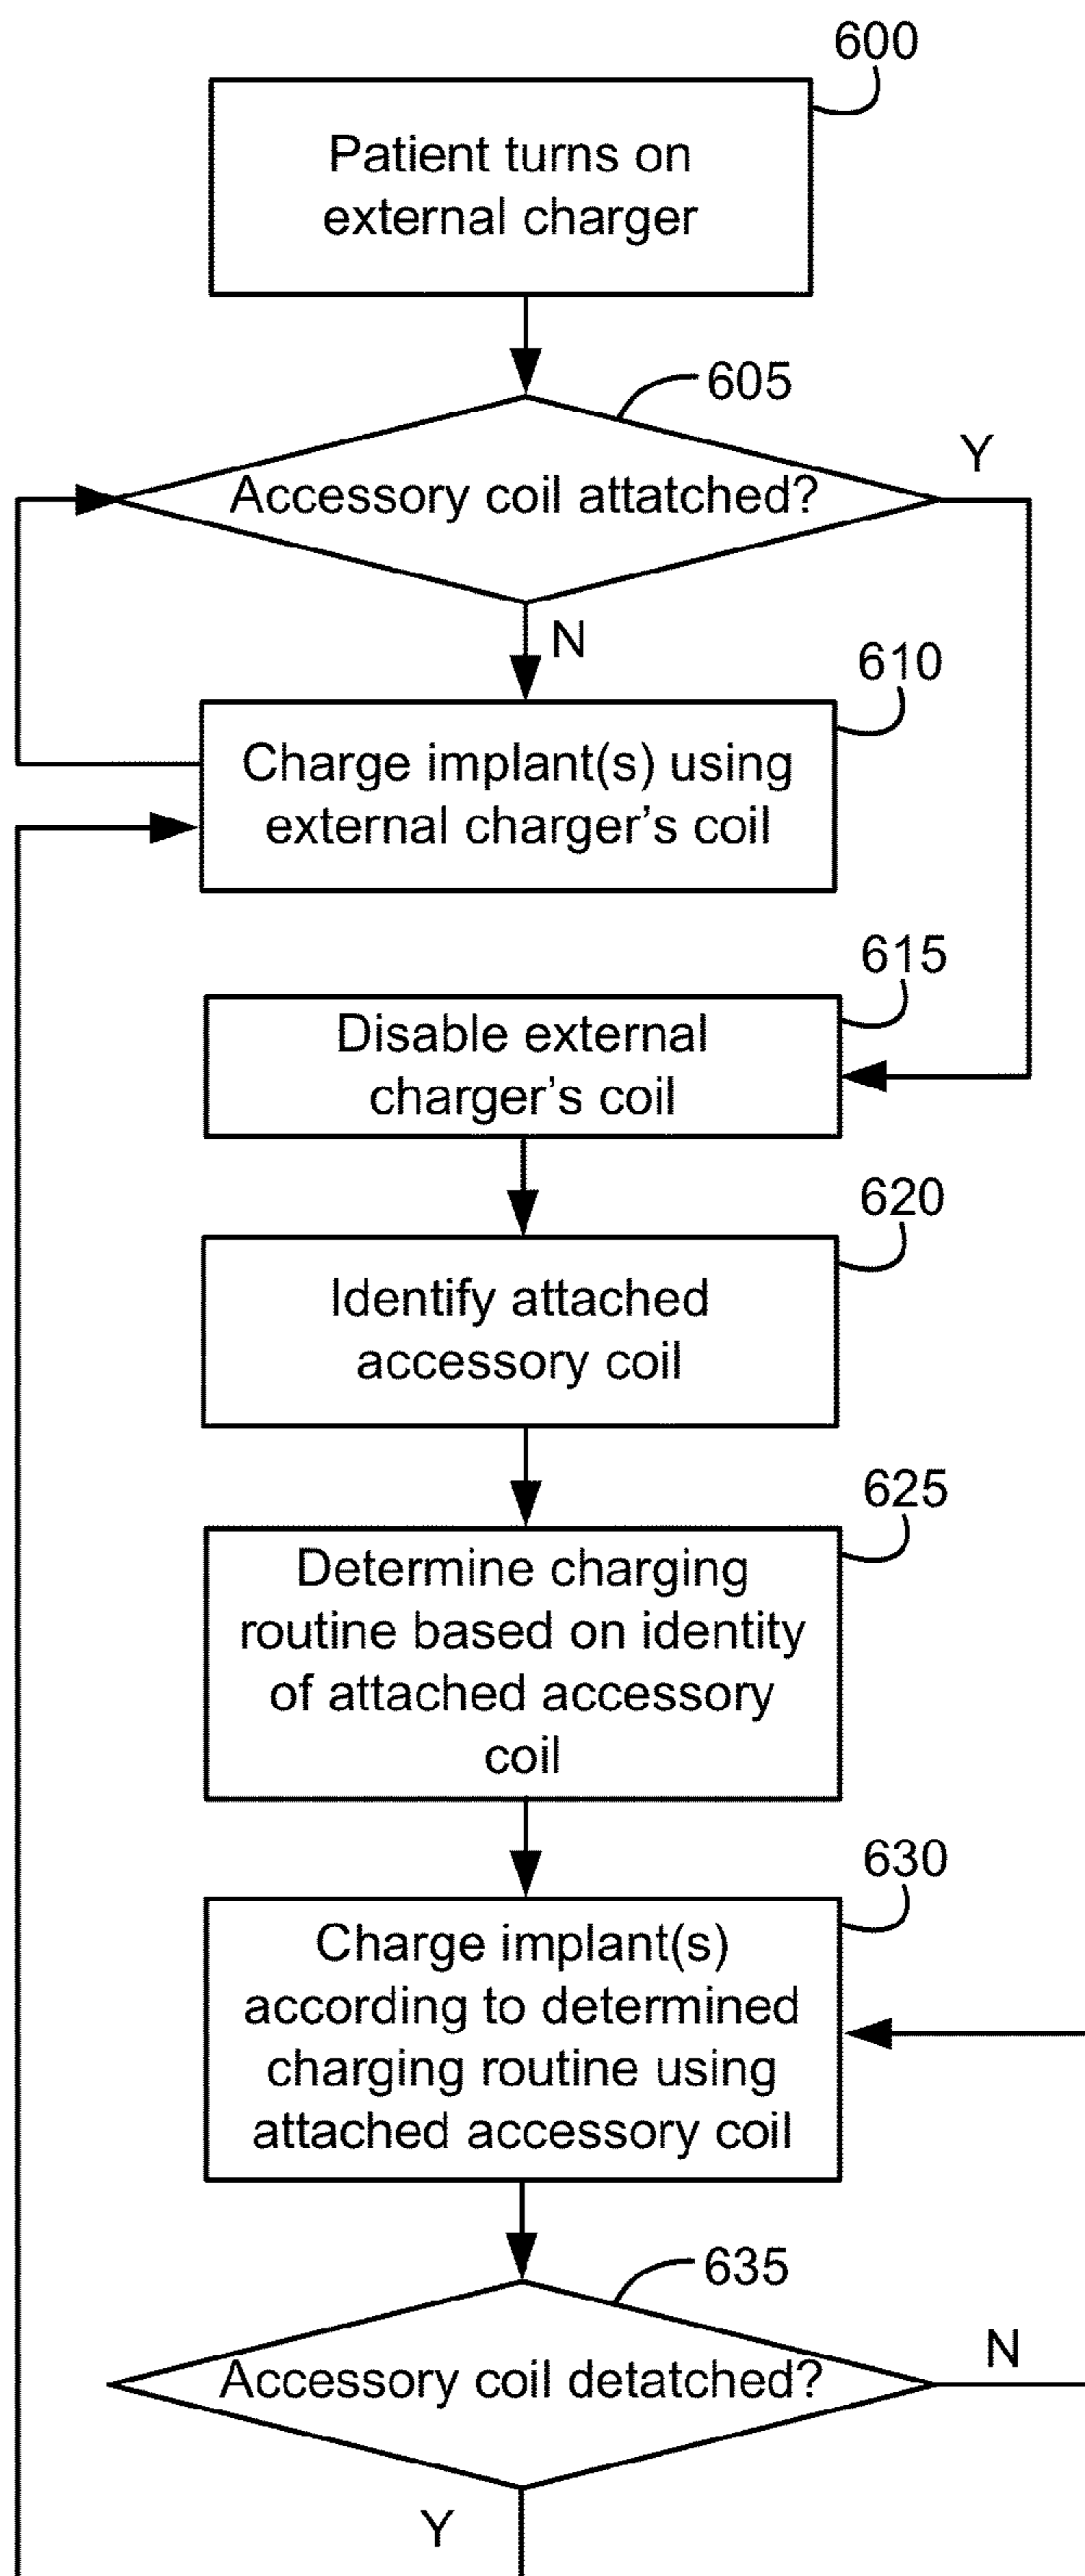 600
Patient turns on
external charger
605
Y
Accessory coil attatched?
N
610
Charge implant(s) using
external charger's coil
615
Disable external
charger's coil
620
Identify attached
accessory coil
625
Determine charging
routine based on identity
of attached accessory
coil
630
Charge implant(s)
according to determined
charging routine using
attached accessory coil
635
N
Accessory coil detatched?
Y